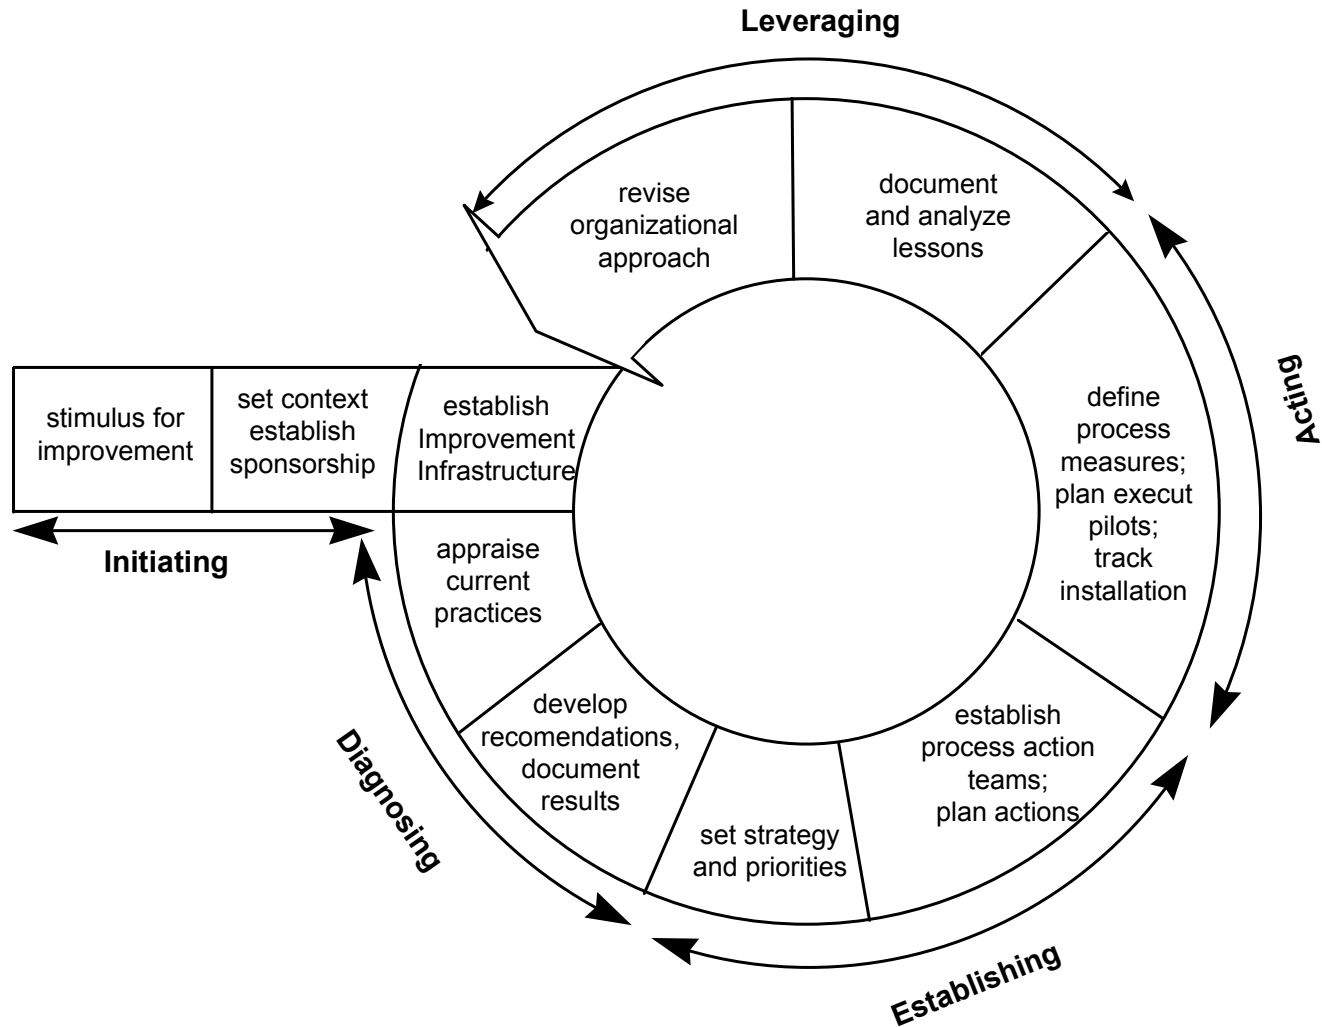 Leveraging
revise
organizational
approach
document
and analyze
lessons
Acting
define
process
measures;
plan execut
pilots;
track
installation
stimulus for
improvement
set context
establish
sponsorship
establish
Improvement
Infrastructure
Initiating
appraise
current
practices
Diagnosing
develop
recomendations,
document
results
set strategy
and priorities
establish
process action
teams;
plan actions
Establishing